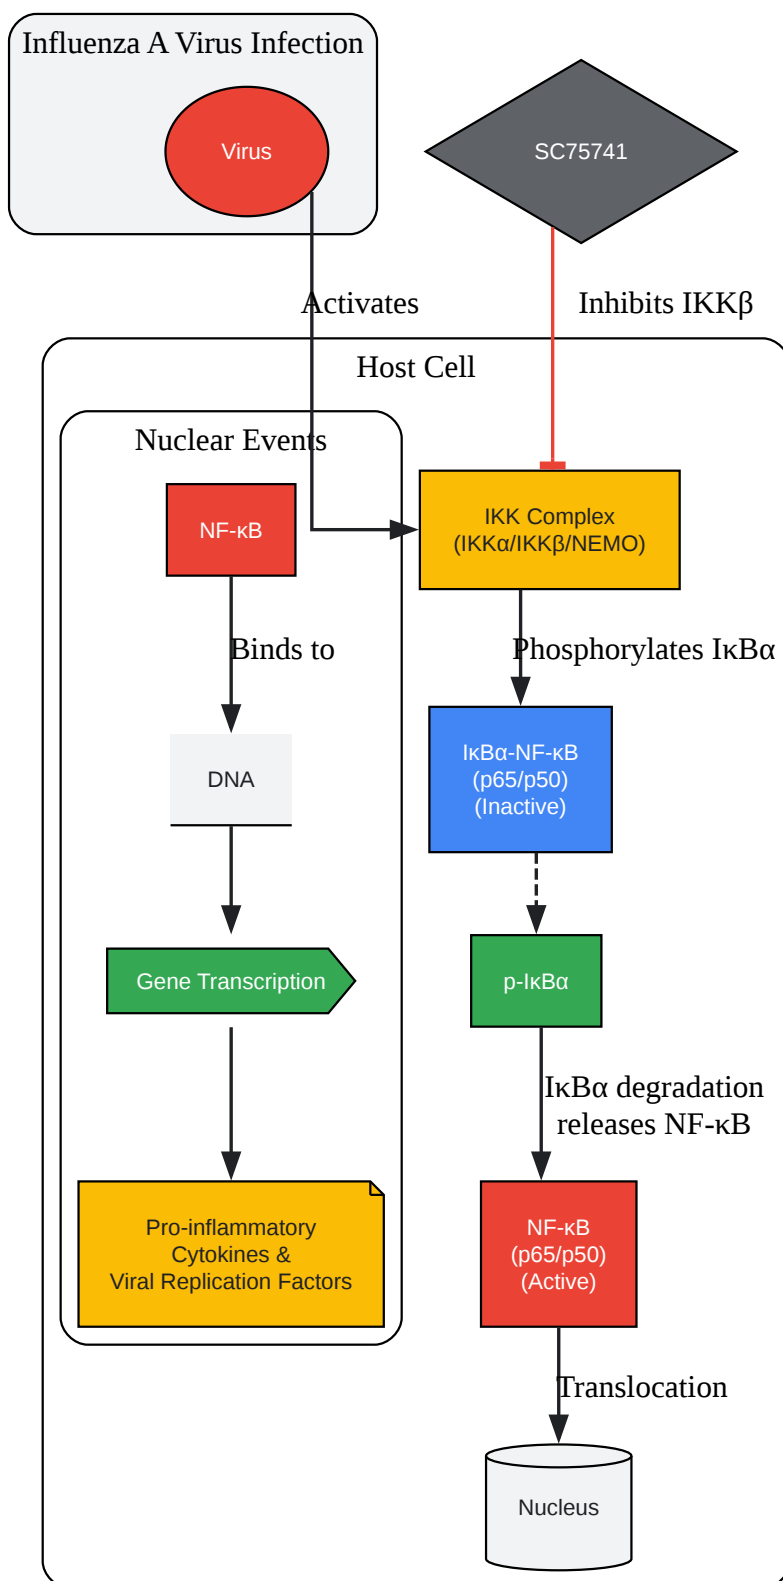 Influenza A Virus Infection
Virus
SC75741
Activates
Inhibits IKKβ
Host Cell
Nuclear Events
NF-κB
IKK Complex
(IKKα/IKKβ/NEMO)
Binds to
Phosphorylates IκBα
DNA
IκBα-NF-κB
(p65/p50)
(Inactive)
Gene Transcription
p-IκBα
IκBα degradation
releases NF-κB
Pro-inflammatory
Cytokines &
Viral Replication Factors
NF-κB
(p65/p50)
(Active)
Translocation
Nucleus